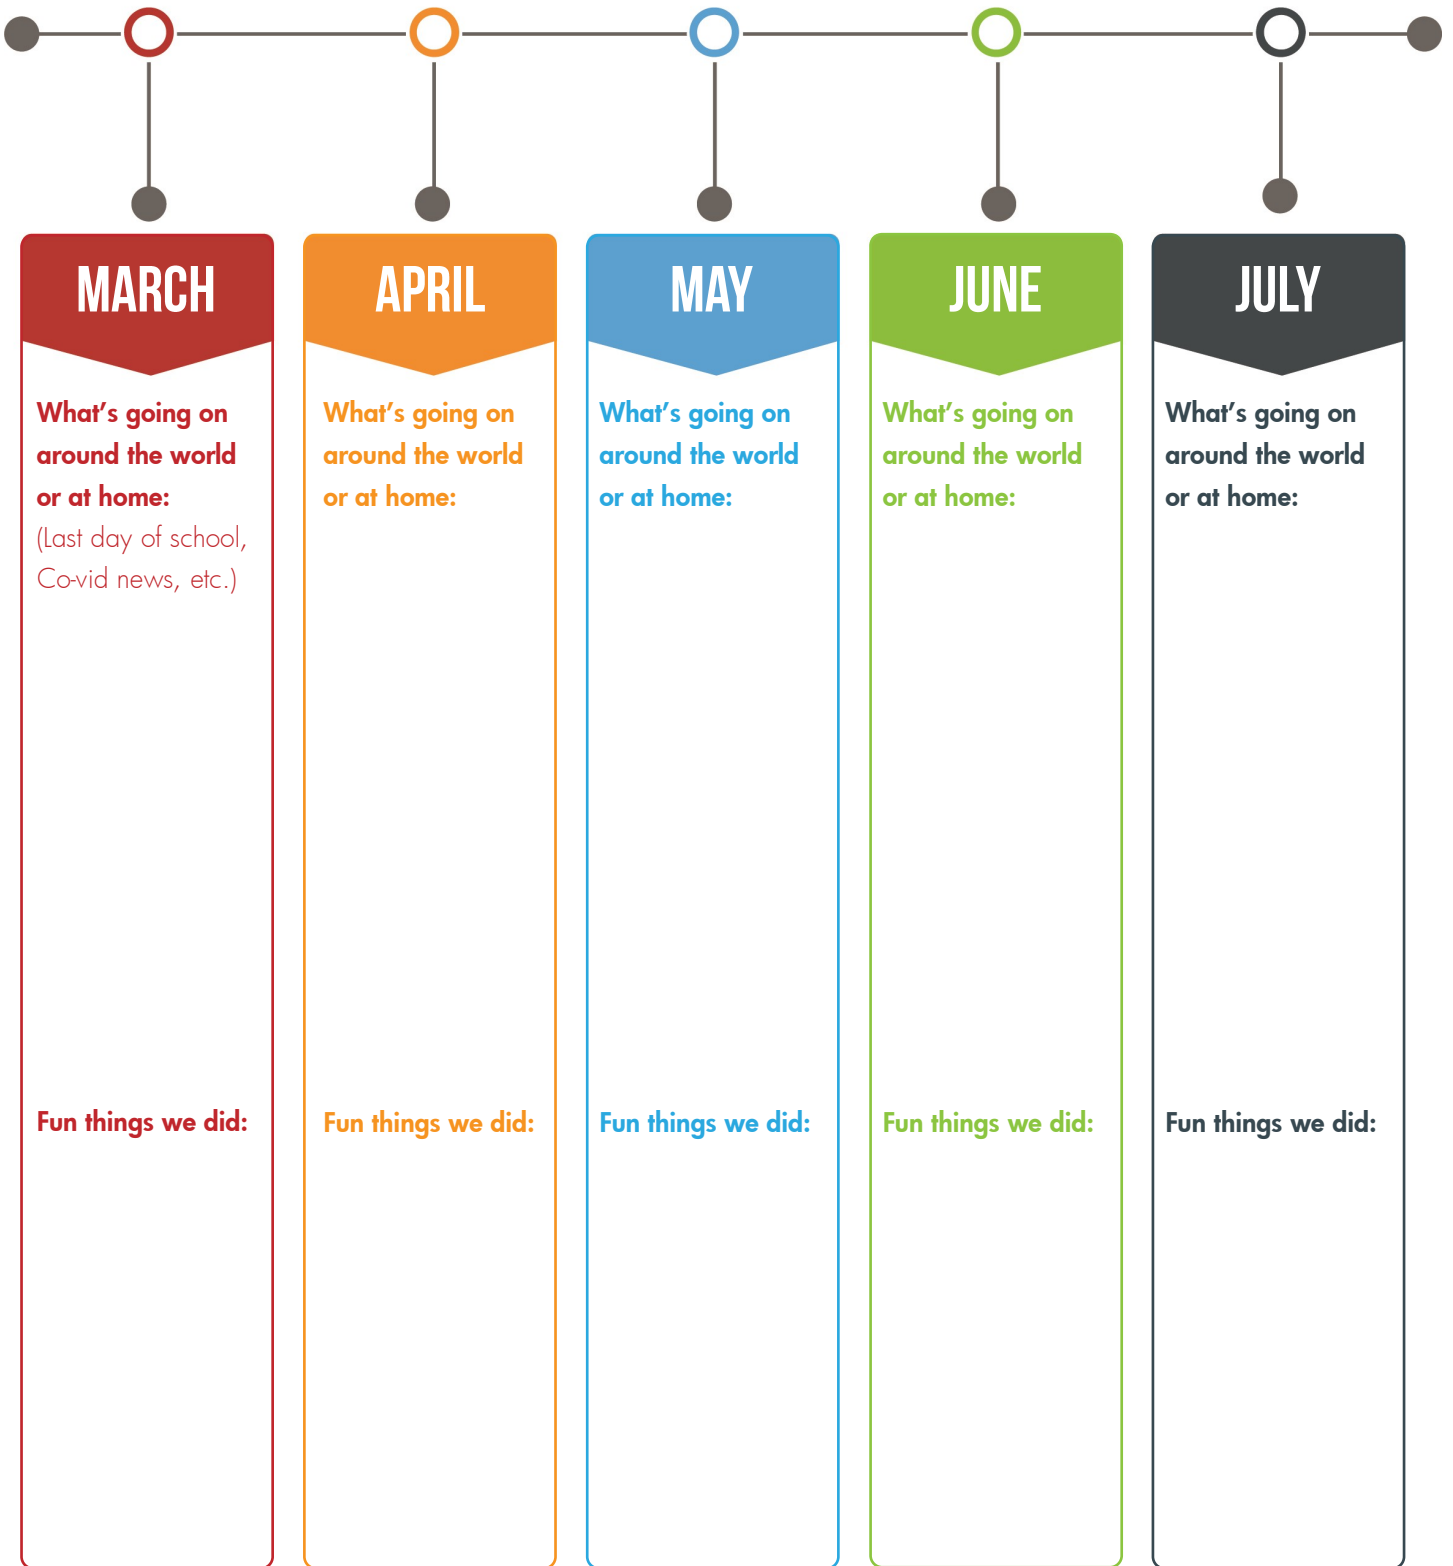 MARCH
What's going on
around the world
or at home:
(Last day of school,
Co-vid news, etc.)
Fun things we did:
APRIL
What's going on
around the world
or at home:
Fun things we did:
MAY
What's going on
around the world
or at home:
Fun things we did:
JUNE
What's going on
around the world
or at home:
Fun things we did:
JULY
What's going on
around the world
or at home:
Fun things we did: